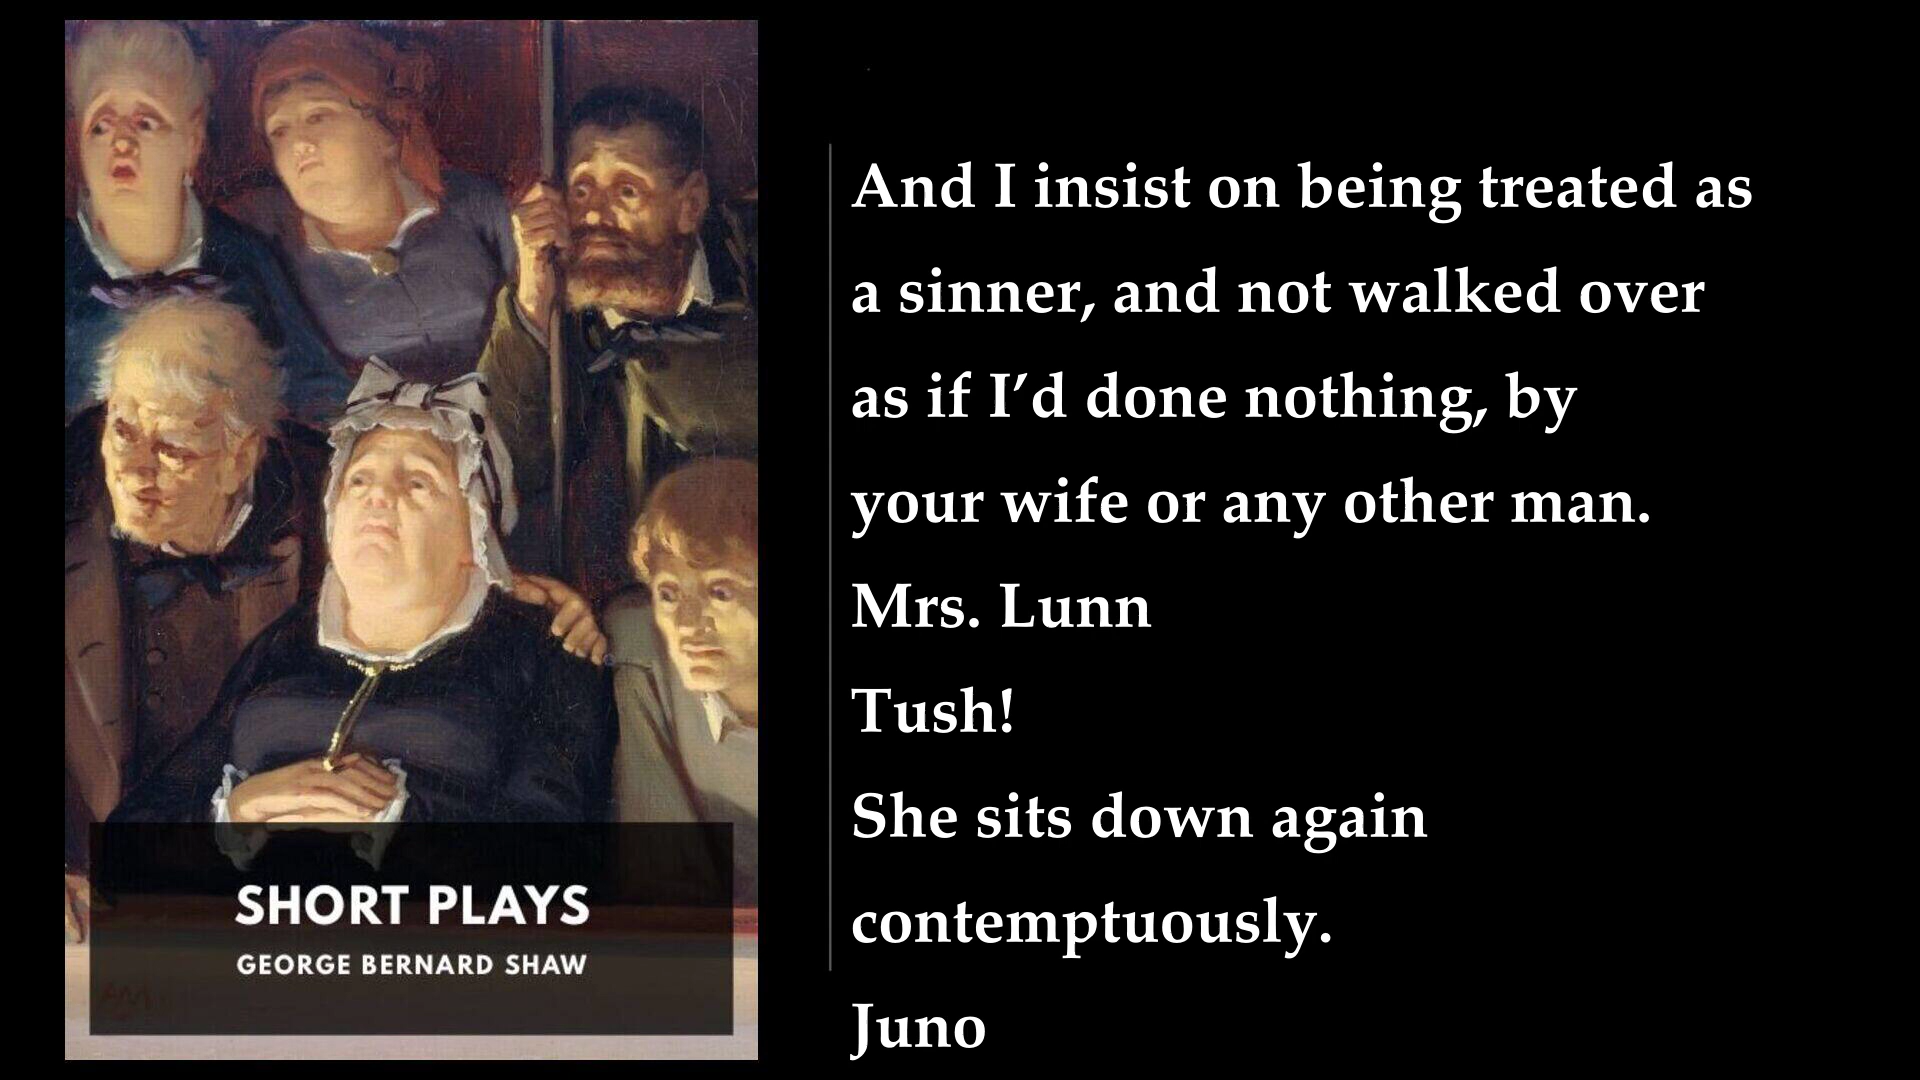 SHORT PLAYS
GEORGE BERNARD SHAW
And I insist on being treated as
a sinner, and not walked over
as if I’d done nothing, by
your wife or any other man.
Mrs. Lunn
Tush!
She sits down again
contemptuously.
Juno